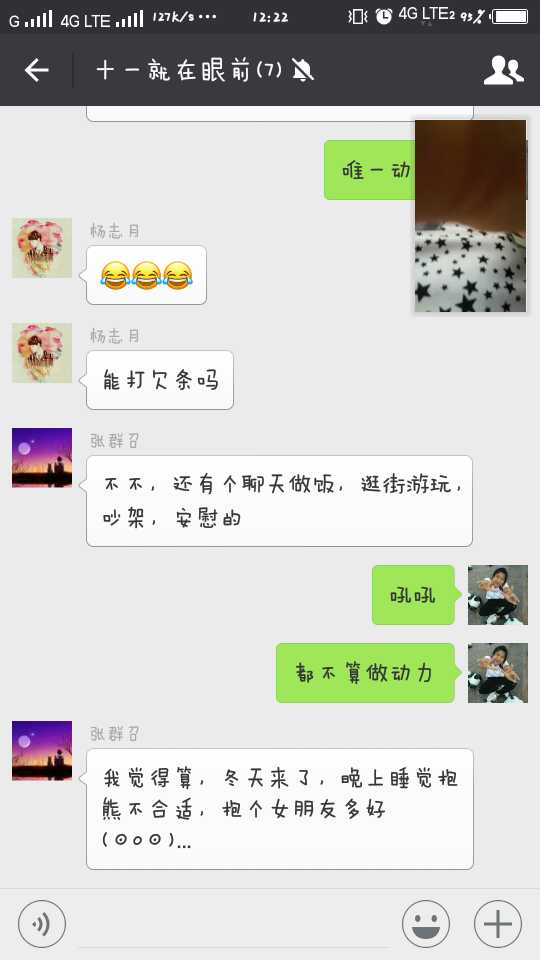 G 4G LTE 127K/s ••• 12:22 4G LTE2 95%
十一就在眼前(7)
唯一动
杨志月
😂😂😂
杨志月
能打欠条吗
张群召
不不，还有个聊天做饭，逛街游玩，
吵架，安慰的
吼吼
都不算做动力
张群召
我觉得算，冬天来了，晚上睡觉抱
熊不合适，抱个女朋友多好
(⊙o⊙)...